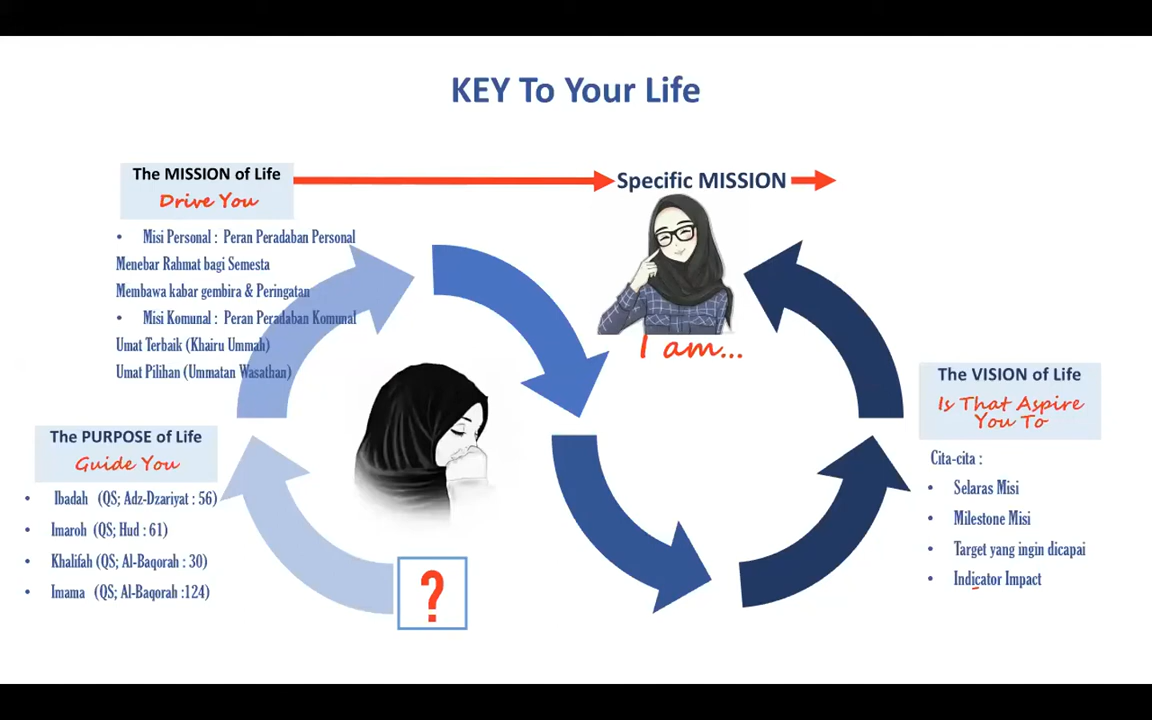 KEY To Your Life
The MISSION of Life
Drive You
Specific MISSION
• Misi Personal : Peran Peradaban Personal
Menebar Rahmat bagi Semesta
Membawa kabar gembira & Peringatan
• Misi Komunal : Peran Peradaban Komunal
Umat Terbaik (Khairu Ummah)
Umat Pilihan (Ummatan Wasathan)
I am...
The PURPOSE of Life
Guide You
• Ibadah (QS; Adz-Dzariyat : 56)
• Imaroh (QS; Hud : 61)
• Khalifah (QS; Al-Baqorah : 30)
• Imama (QS; Al-Baqorah :124)
?
The VISION of Life
Is That Aspire
You To
Cita-cita :
• Selaras Misi
• Milestone Misi
• Target yang ingin dicapai
• Indicator Impact